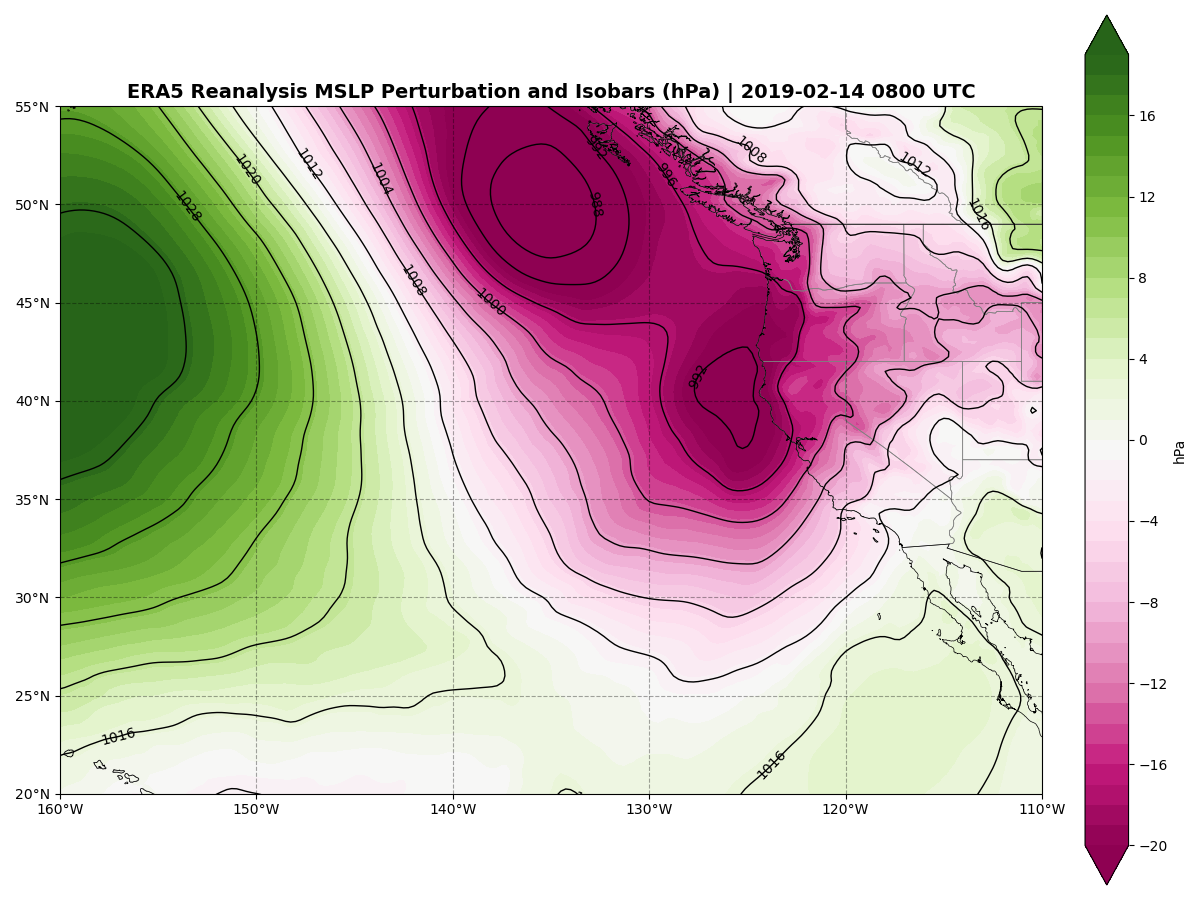 ERA5 Reanalysis MSLP Perturbation and Isobars (hPa) | 2019-02-14 0800 UTC
55°N
50°N
45°N
40°N
35°N
30°N
25°N
20°N
160°W
150°W
140°W
130°W
120°W
110°W
1028
1020
1012
1004
1008
1000
988
992
996
1008
1012
1016
992
1016
1016
16
12
8
4
0
−4
−8
−12
−16
−20
hPa